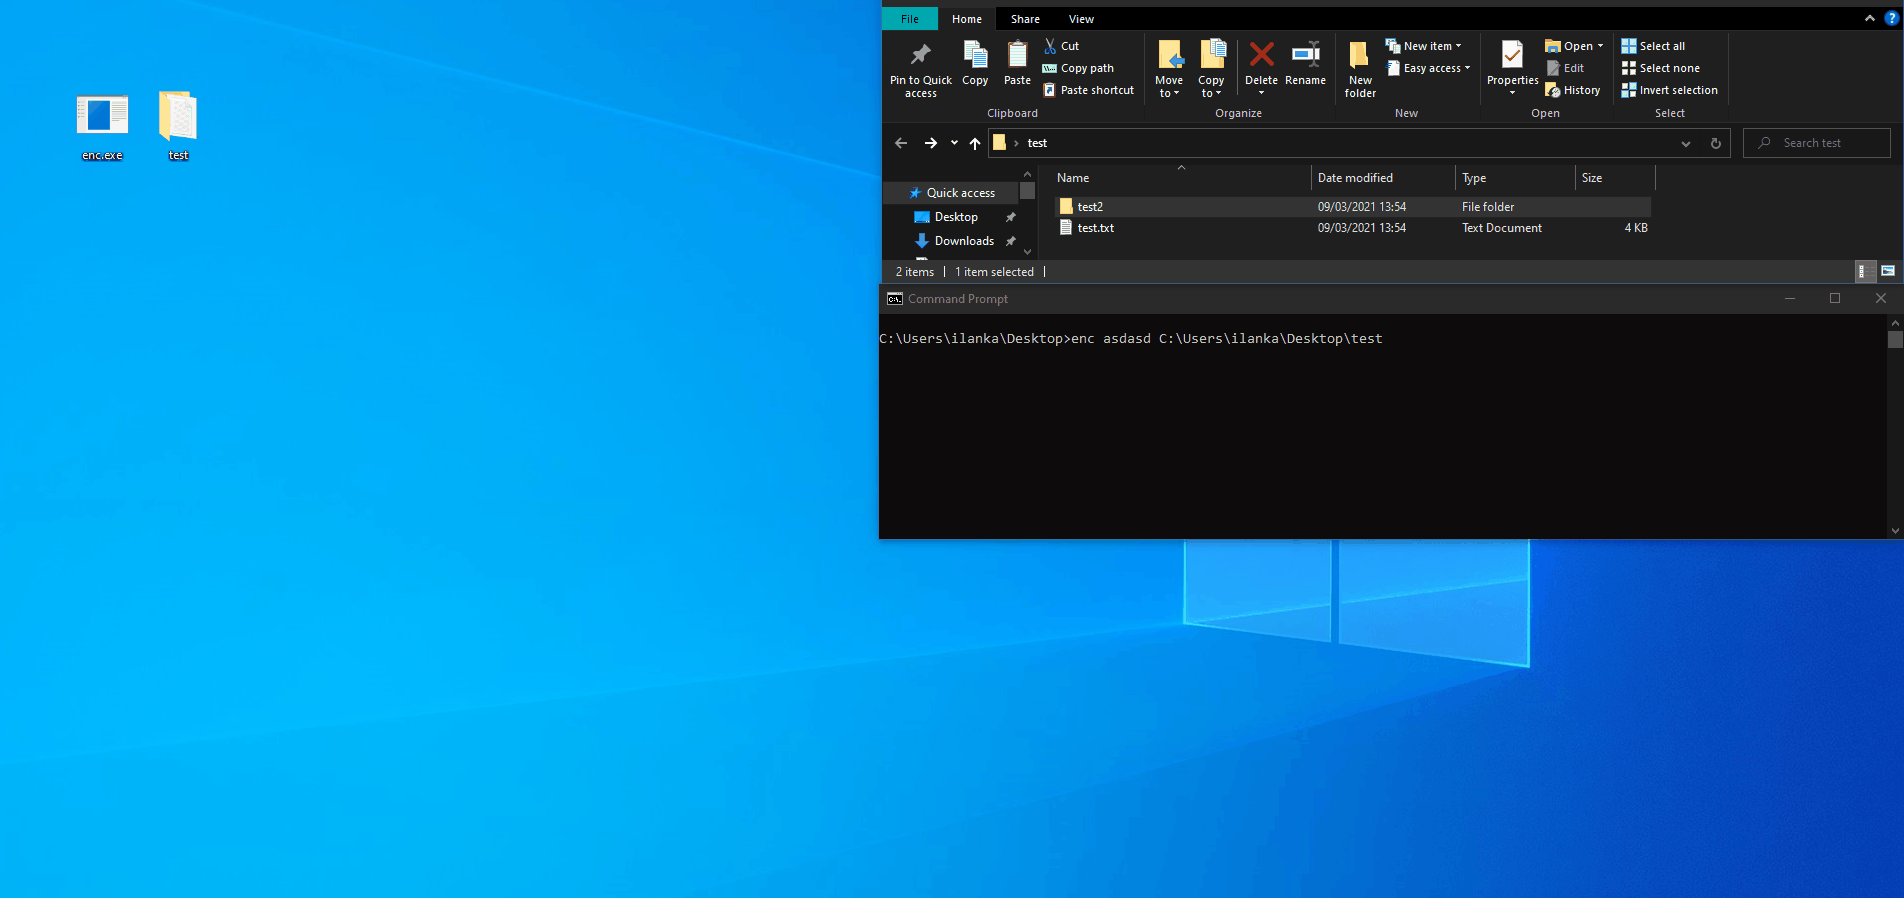 enc.exe
test
File Home Share View
Pin to Quick access
Copy
Paste
Cut
Copy path
Paste shortcut
Clipboard
Move to
Copy to
Delete
Rename
Organize
New folder
New item
Easy access
New
Properties
Open
Edit
History
Open
Select all
Select none
Invert selection
Select
test
Search test
Quick access
Desktop
Downloads
Name Date modified Type Size
test2 09/03/2021 13:54 File folder
test.txt 09/03/2021 13:54 Text Document 4 KB
2 items 1 item selected
Command Prompt
C:\Users\ilanka\Desktop>enc asdasd C:\Users\ilanka\Desktop\test